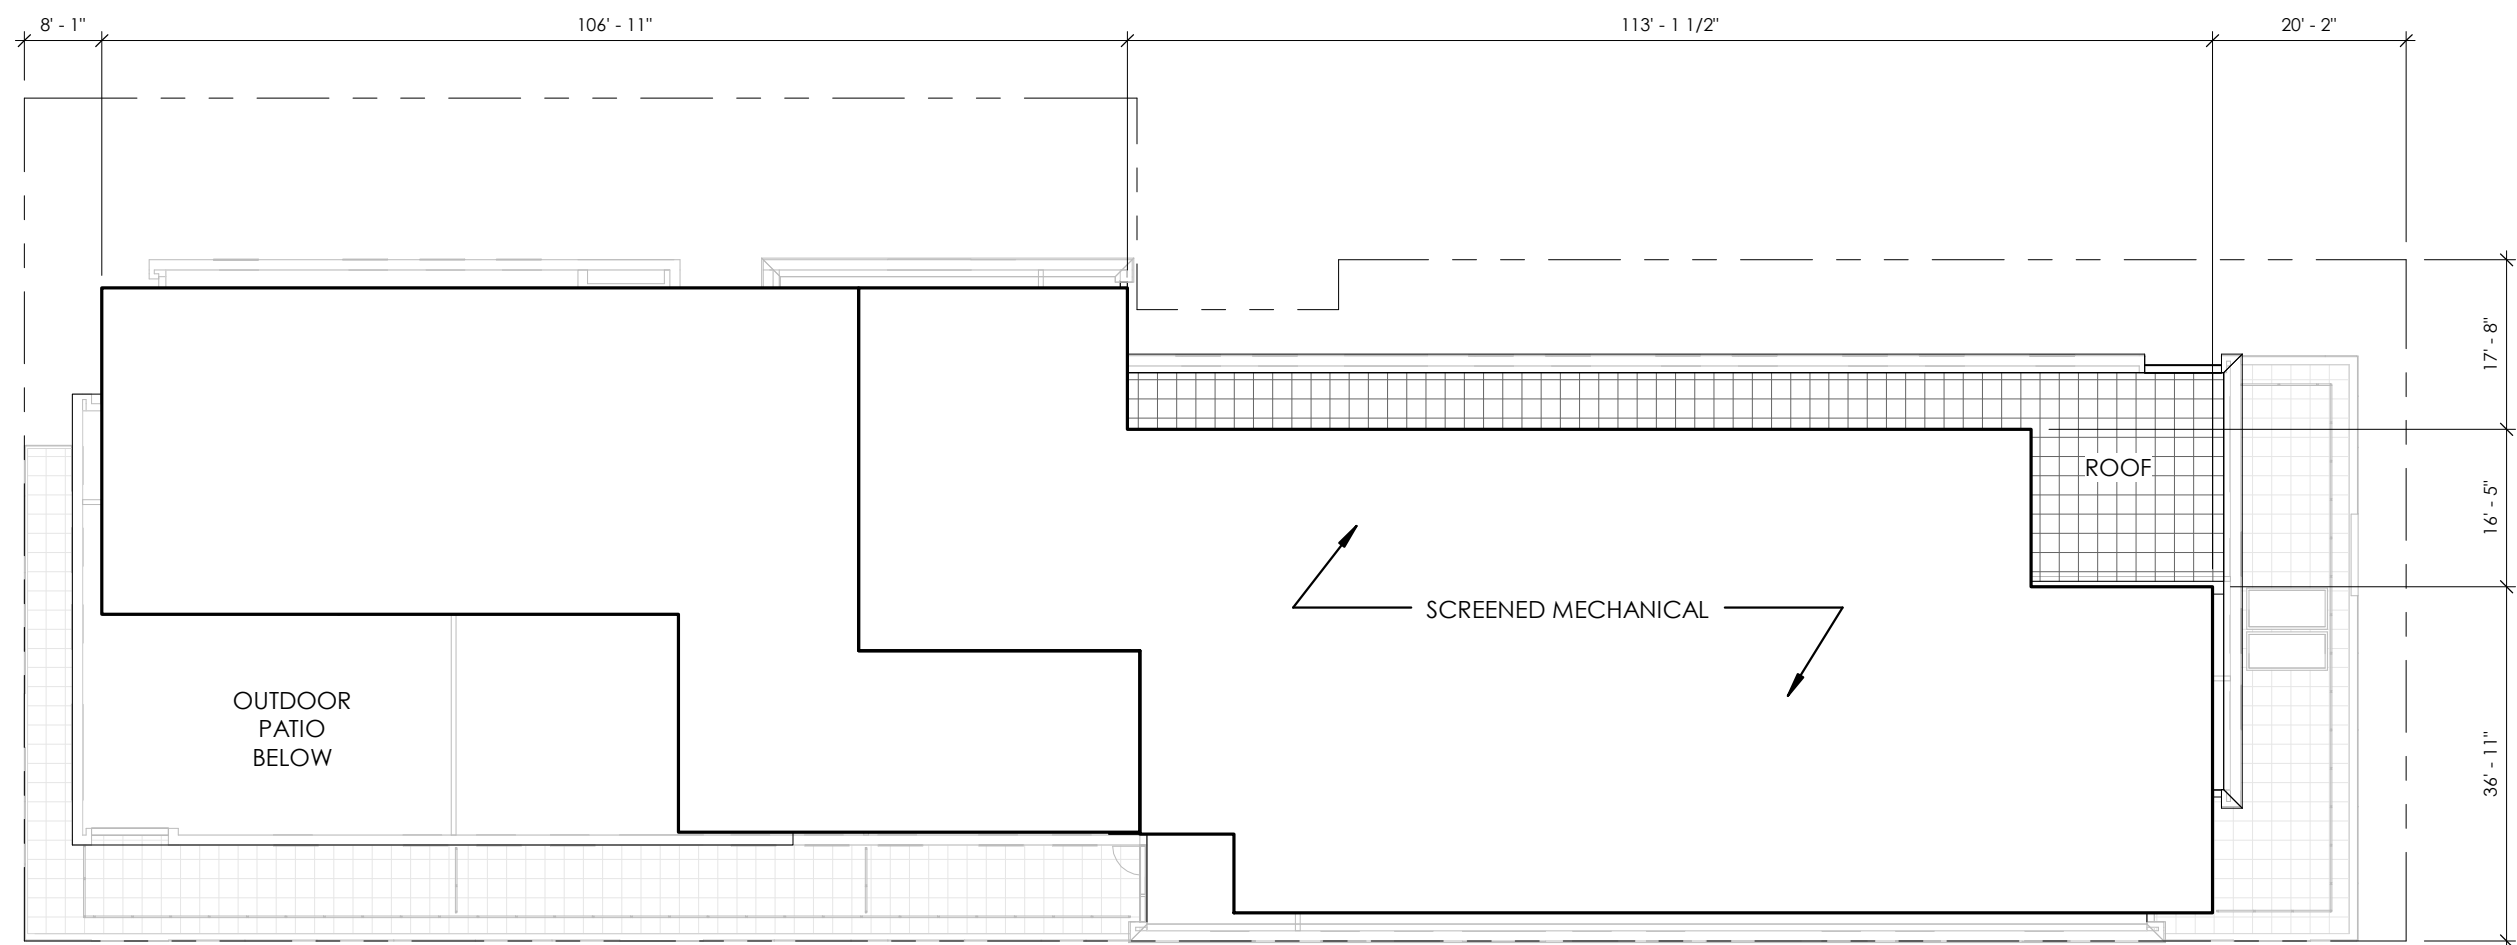 8' - 1"
106' - 11"
113' - 1 1/2"
20' - 2"
17' - 8"
ROOF
16' - 5"
SCREENED MECHANICAL
OUTDOOR
PATIO
BELOW
36' - 11"